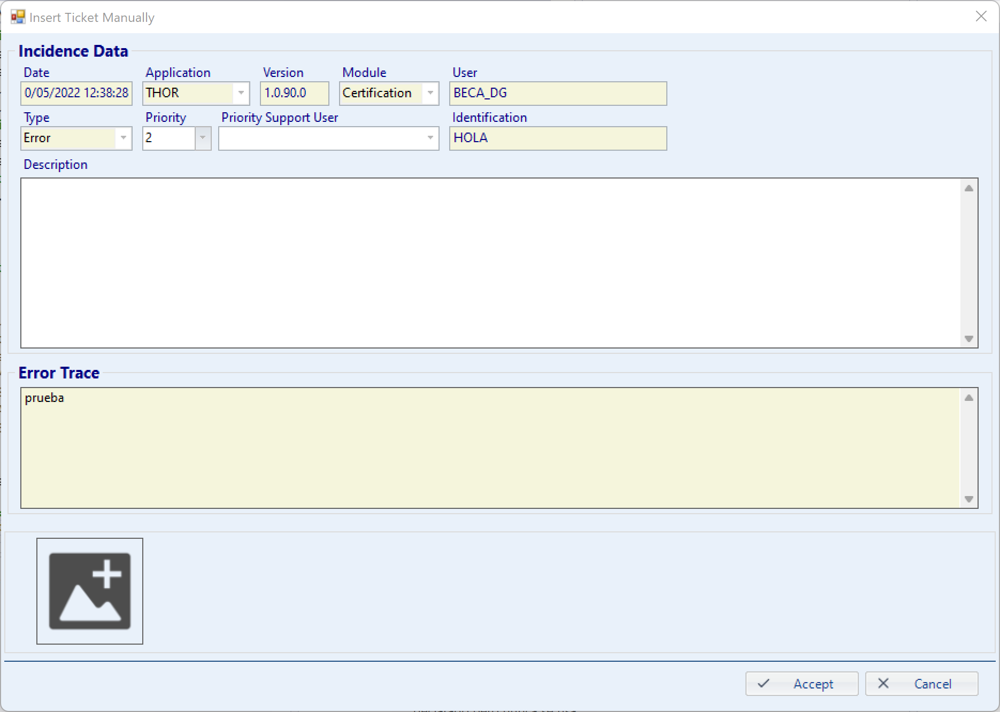 Insert Ticket Manually
Incidence Data
Date Application Version Module User
0/05/2022 12:38:28 THOR 1.0.90.0 Certification BECA_DG
Type Priority Priority Support User Identification
Error 2 HOLA
Description
Error Trace
prueba
Accept Cancel